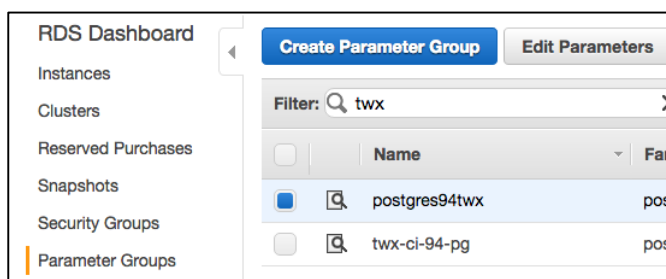 RDS Dashboard
Instances
Clusters
Reserved Purchases
Snapshots
Security Groups
Parameter Groups
Create Parameter Group Edit Parameters
Filter: twx
Name
postgres94twx
twx-ci-94-pg